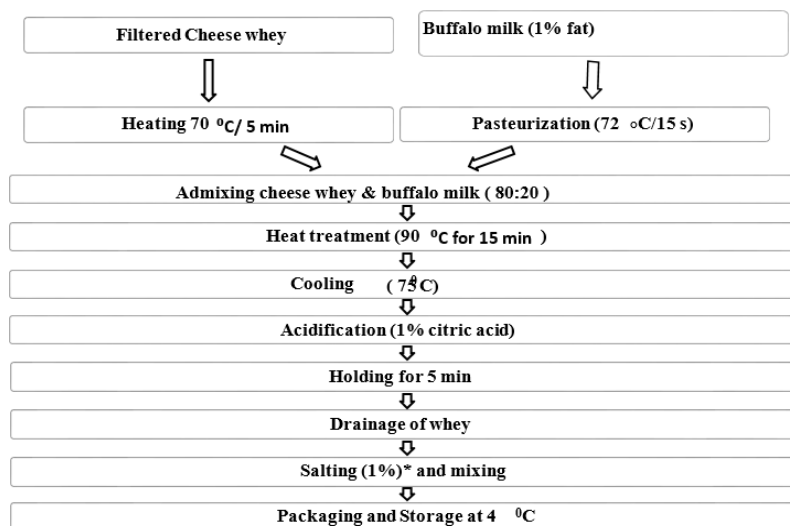 Filtered Cheese whey
Buffalo milk (1% fat)
Heating 70 ⁰C/ 5 min
Pasteurization (72 ∘C/15 s)
Admixing cheese whey & buffalo milk ( 80:20 )
Heat treatment (90 ⁰C for 15 min )
Cooling ( 75⁰C)
Acidification (1% citric acid)
Holding for 5 min
Drainage of whey
Salting (1%)* and mixing
Packaging and Storage at 4 ⁰C